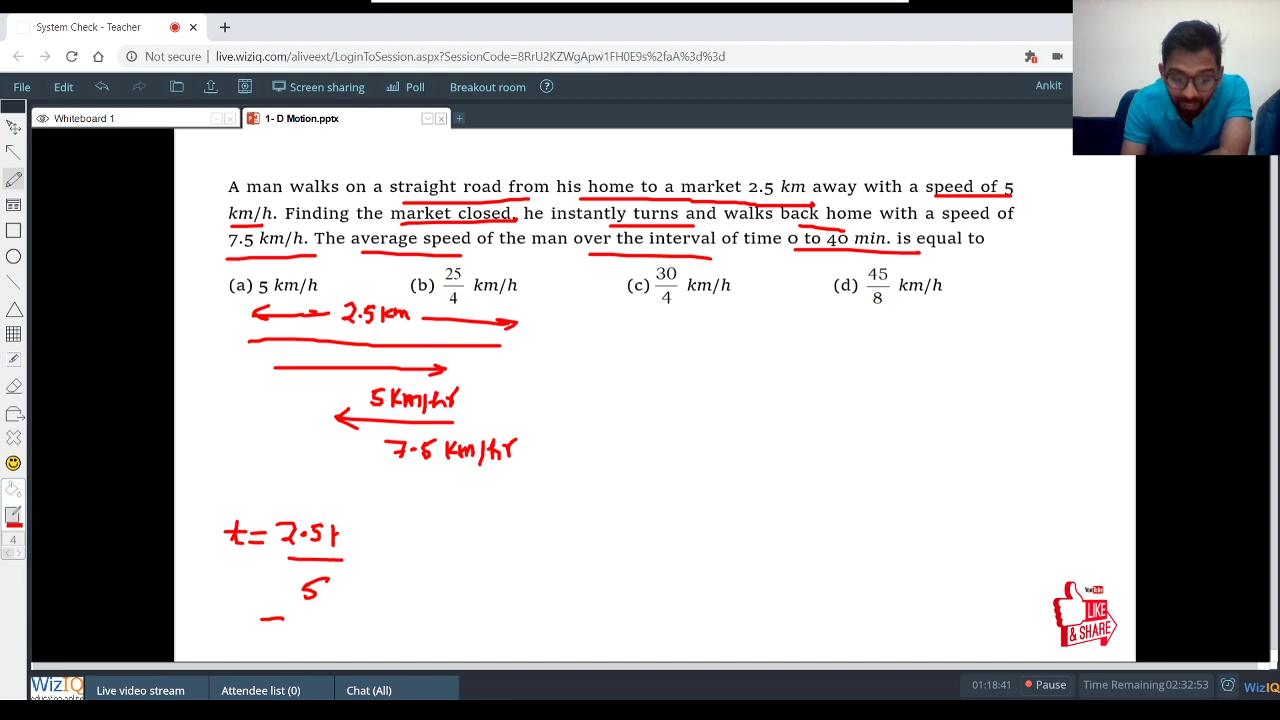 System Check - Teacher
Not secure live.wiziq.com/aliveext/LoginToSession.aspx?SessionCode=8RrU2KZWgApw1FH0E9s%2faA%3d%3d
File Edit Screen sharing Poll Breakout room Ankit
Whiteboard 1 1- D Motion.pptx
A man walks on a straight road from his home to a market 2.5 km away with a speed of 5
km/h. Finding the market closed, he instantly turns and walks back home with a speed of
7.5 km/h. The average speed of the man over the interval of time 0 to 40 min. is equal to
(a) 5 km/h (b) 25/4 km/h (c) 30/4 km/h (d) 45/8 km/h
2.5 km
5 Km/hr
7.5 Km/hr
t = 2.5
5
YouTube
LIKE
& SHARE
4
WizIQ
education.online
Live video stream Attendee list (0) Chat (All) 01:18:41 Pause Time Remaining 02:32:53 WizIQ